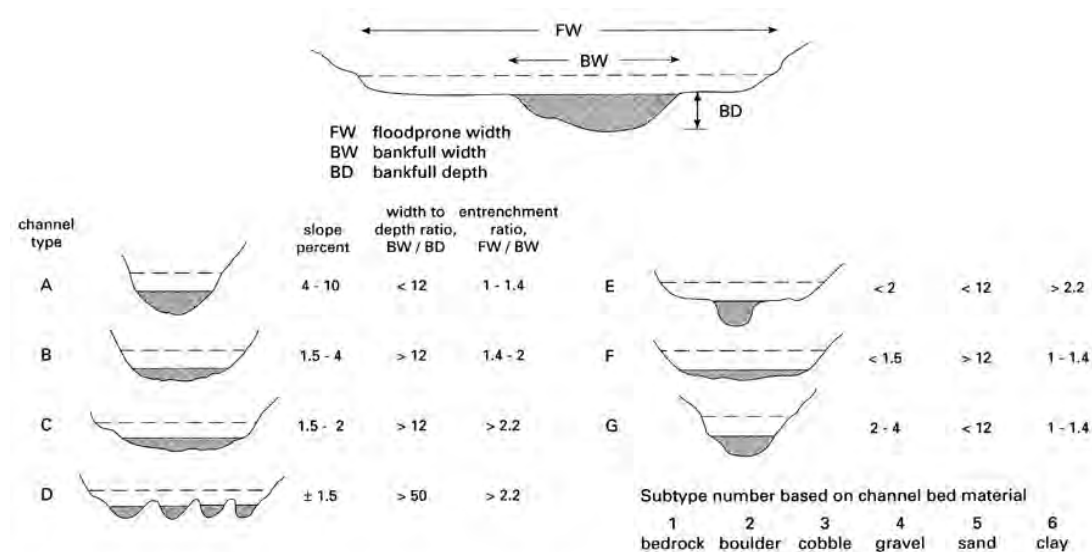 FW
BW
BD
FW floodprone width
BW bankfull width
BD bankfull depth
channel type
slope percent
width to depth ratio, BW / BD
entrenchment ratio, FW / BW
A 4 - 10 < 12 1 - 1.4
B 1.5 - 4 > 12 1.4 - 2
C 1.5 - 2 > 12 > 2.2
D ± 1.5 > 50 > 2.2
E < 2 < 12 > 2.2
F < 1.5 > 12 1 - 1.4
G 2 - 4 < 12 1 - 1.4
Subtype number based on channel bed material
1 2 3 4 5 6
bedrock boulder cobble gravel sand clay